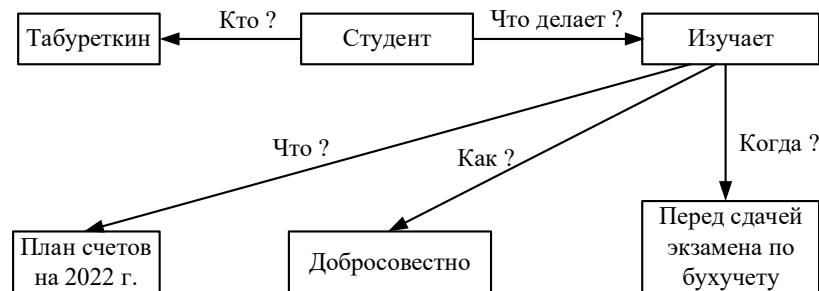 Табуреткин
Кто ?
Студент
Что делает ?
Изучает
Что ?
Как ?
Когда ?
План счетов
на 2022 г.
Добросовестно
Перед сдачей
экзамена по
бухучету